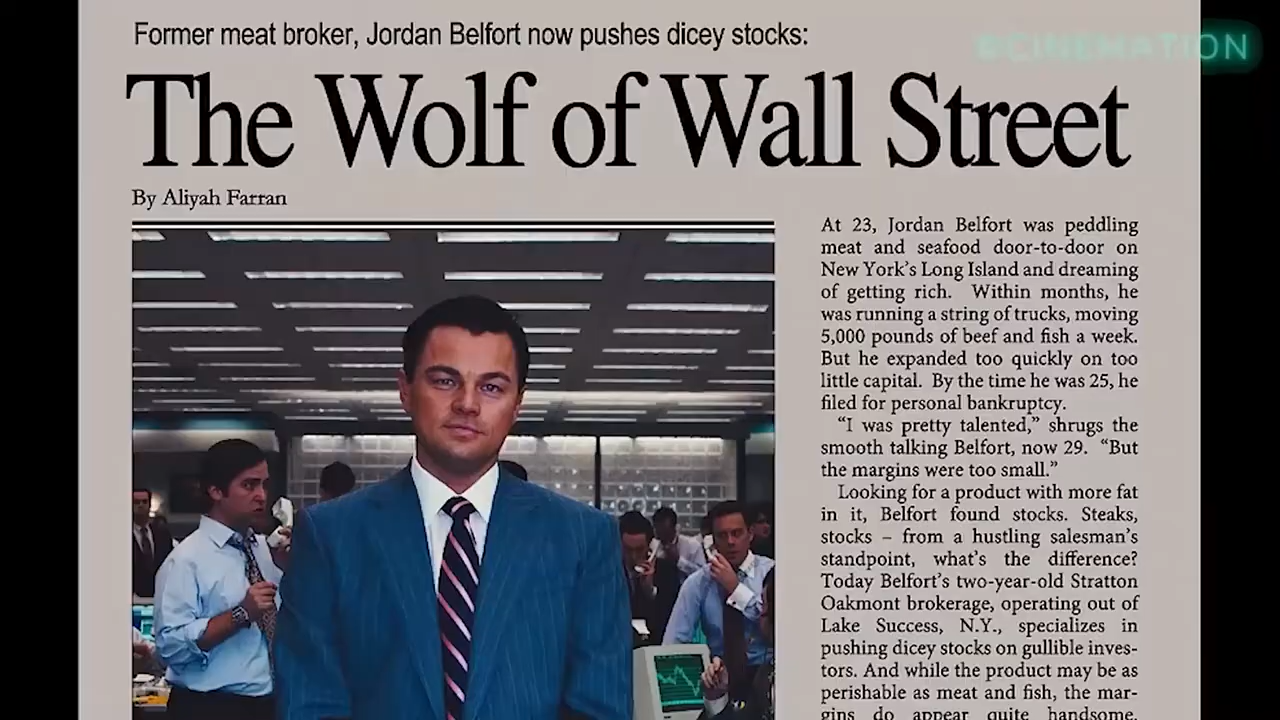 Former meat broker, Jordan Belfort now pushes dicey stocks:
©CINEMATION
The Wolf of Wall Street
By Aliyah Farran
At 23, Jordan Belfort was peddling
meat and seafood door-to-door on
New York's Long Island and dreaming
of getting rich. Within months, he
was running a string of trucks, moving
5,000 pounds of beef and fish a week.
But he expanded too quickly on too
little capital. By the time he was 25, he
filed for personal bankruptcy.
"I was pretty talented," shrugs the
smooth talking Belfort, now 29. "But
the margins were too small."
Looking for a product with more fat
in it, Belfort found stocks. Steaks,
stocks – from a hustling salesman's
standpoint, what's the difference?
Today Belfort's two-year-old Stratton
Oakmont brokerage, operating out of
Lake Success, N.Y., specializes in
pushing dicey stocks on gullible inves-
tors. And while the product may be as
perishable as meat and fish, the mar-
gins do appear quite handsome.